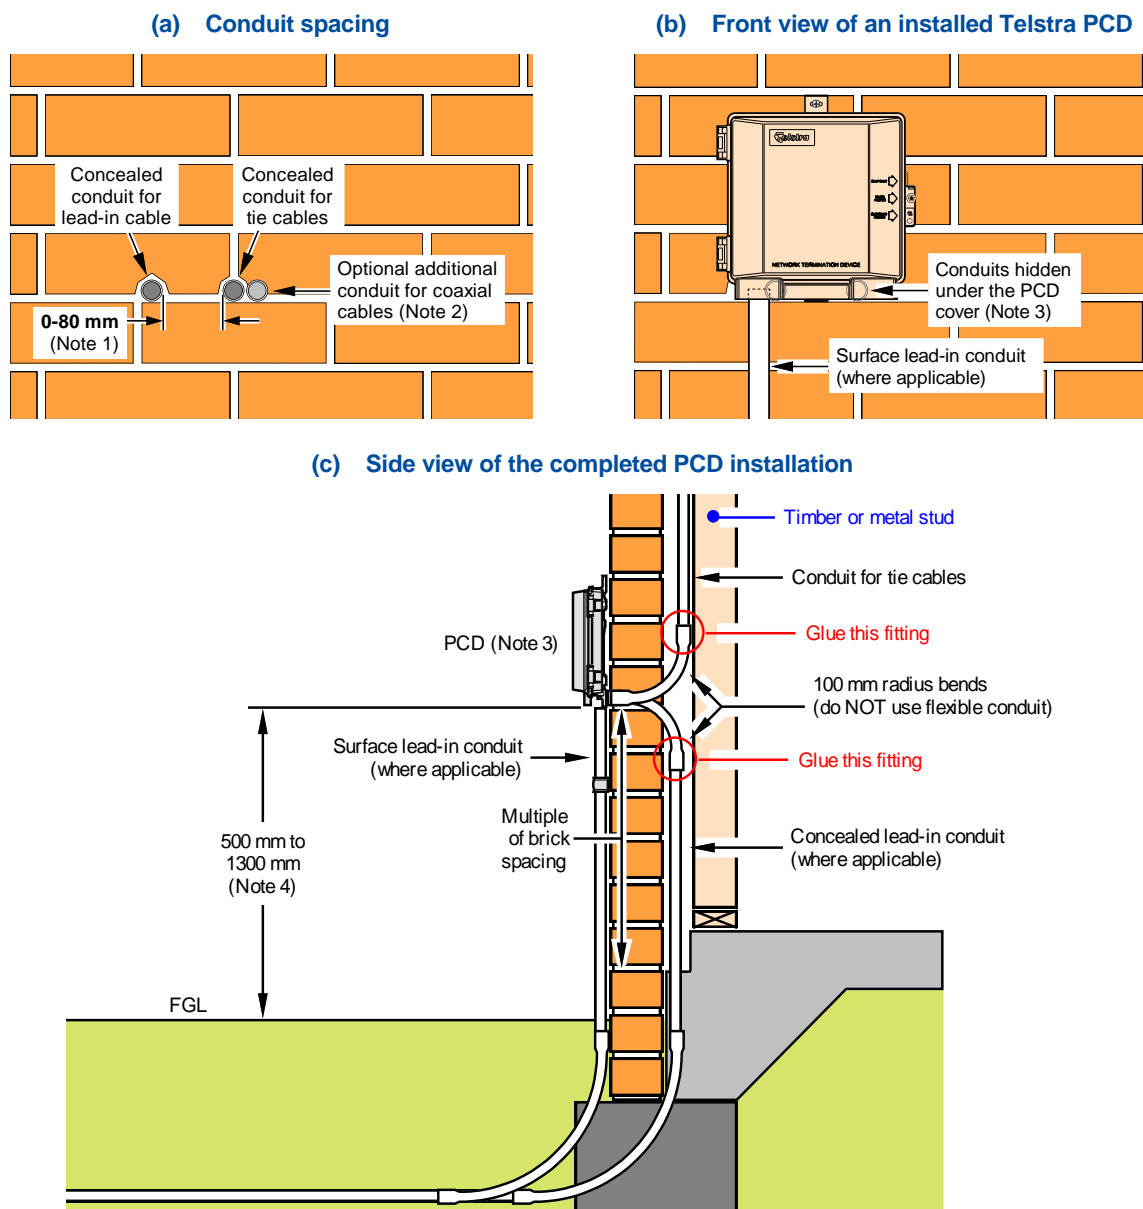 (a) Conduit spacing
Concealed
conduit for
lead-in cable
Concealed
conduit for
tie cables
Optional additional
conduit for coaxial
cables (Note 2)
0-80 mm
(Note 1)
(b) Front view of an installed Telstra PCD
Telstra
NETWORK TERMINATION DEVICE
Conduits hidden
under the PCD
cover (Note 3)
Surface lead-in conduit
(where applicable)
(c) Side view of the completed PCD installation
Timber or metal stud
Conduit for tie cables
Glue this fitting
PCD (Note 3)
100 mm radius bends
(do NOT use flexible conduit)
Surface lead-in conduit
(where applicable)
Glue this fitting
Multiple
of brick
spacing
500 mm to
1300 mm
(Note 4)
Concealed lead-in conduit
(where applicable)
FGL